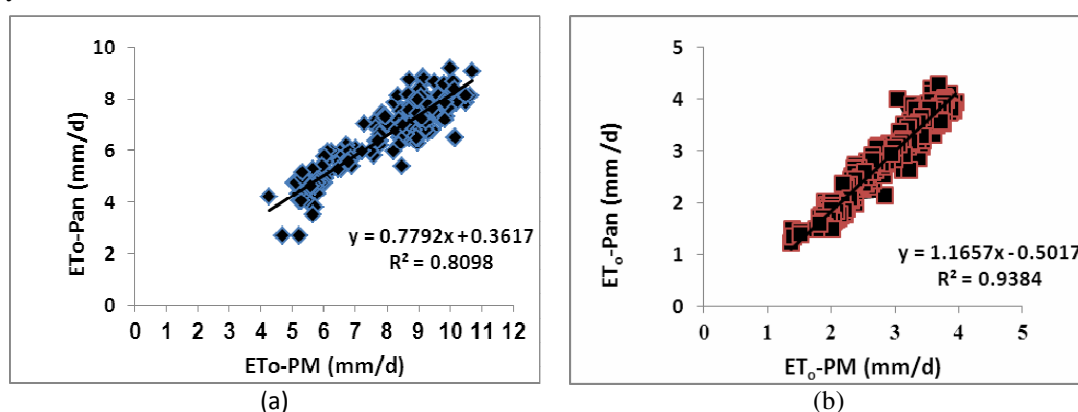 10
8
6
4
2
0
ETo-Pan (mm/d)
y = 0.7792x + 0.3617
R² = 0.8098
0 1 2 3 4 5 6 7 8 9 10 11 12
ETo-PM (mm/d)
(a)
5
4
3
2
1
0
ETₒ-Pan (mm /d)
y = 1.1657x - 0.5017
R² = 0.9384
0 1 2 3 4 5
ETₒ-PM (mm/d)
(b)